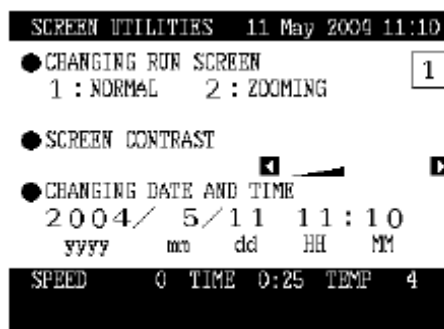 SCREEN UTILITIES 11 May 2004 11:10
●CHANGING RUN SCREEN 1
1 : NORMAL 2 : ZOOMING
●SCREEN CONTRAST
●CHANGING DATE AND TIME
2004/ 5/11 11:10
yyyy mm dd HH MM
SPEED 0 TIME 0:25 TEMP 4